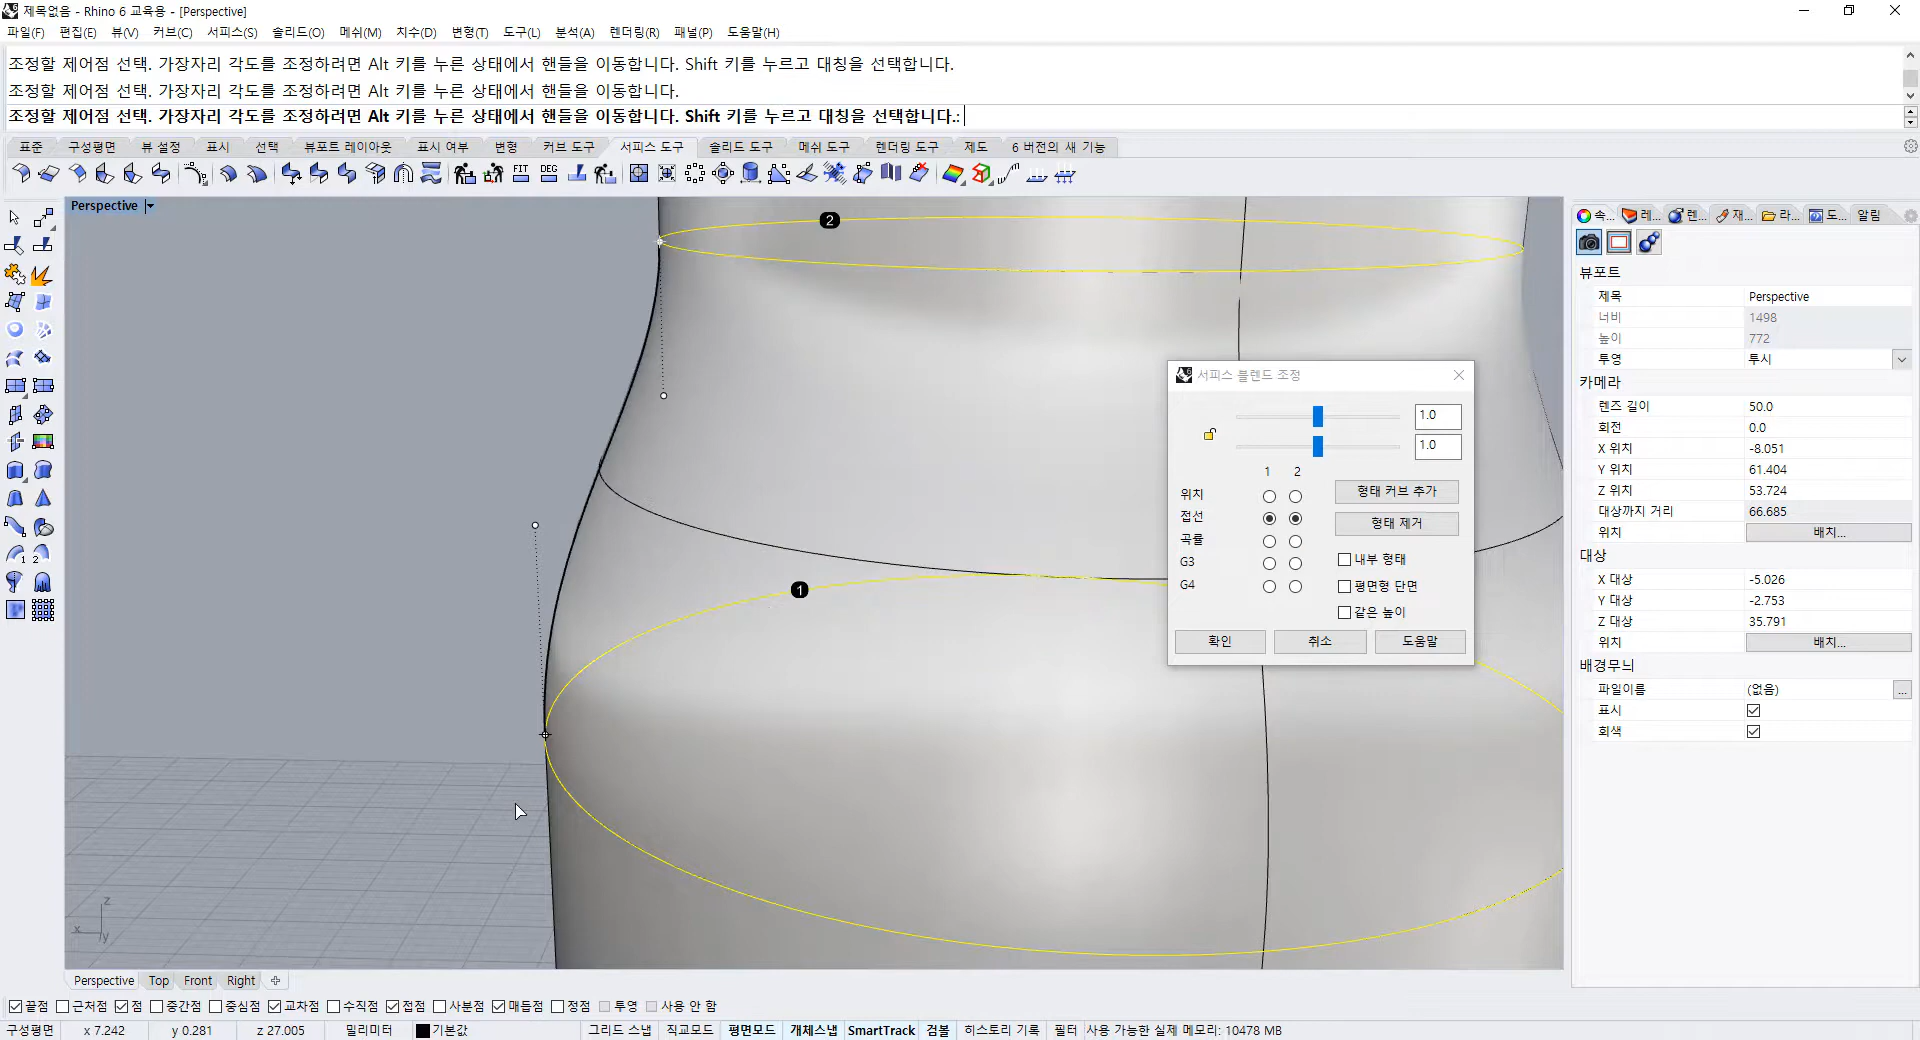 제목없음 - Rhino 6 교육용 - [Perspective]
파일(F) 편집(E) 뷰(V) 커브(C) 서피스(S) 솔리드(O) 메쉬(M) 치수(D) 변형(T) 도구(L) 분석(A) 렌더링(R) 패널(P) 도움말(H)
조정할 제어점 선택. 가장자리 각도를 조정하려면 Alt 키를 누른 상태에서 핸들을 이동합니다. Shift 키를 누르고 대칭을 선택합니다.
조정할 제어점 선택. 가장자리 각도를 조정하려면 Alt 키를 누른 상태에서 핸들을 이동합니다.
조정할 제어점 선택. 가장자리 각도를 조정하려면 Alt 키를 누른 상태에서 핸들을 이동합니다. Shift 키를 누르고 대칭을 선택합니다.:
표준 구성평면 뷰 설정 표시 선택 뷰포트 레이아웃 표시 여부 변형 커브 도구 서피스 도구 솔리드 도구 메쉬 도구 렌더링 도구 제도 6 버전의 새 기능
FIT DEG
Perspective
2
1
서피스 블렌드 조정
1.0
1.0
1 2
위치
접선
곡률
G3
G4
형태 커브 추가
형태 제거
내부 형태
평면형 단면
같은 높이
확인 취소 도움말
z
x y
속... 레... 렌... 재... 라... 도... 알림
뷰포트
제목 Perspective
너비 1498
높이 772
투영 투시
카메라
렌즈 길이 50.0
회전 0.0
X 위치 -8.051
Y 위치 61.404
Z 위치 53.724
대상까지 거리 66.685
위치 배치...
대상
X 대상 -5.026
Y 대상 -2.753
Z 대상 35.791
위치 배치...
배경무늬
파일이름 (없음) ...
표시
회색
Perspective Top Front Right
끝점 근처점 점 중간점 중심점 교차점 수직점 접점 사분점 매듭점 정점 투영 사용 안 함
구성평면 x 7.242 y 0.281 z 27.005 밀리미터 기본값 그리드 스냅 직교모드 평면모드 개체스냅 SmartTrack 검볼 히스토리 기록 필터 사용 가능한 실제 메모리: 10478 MB